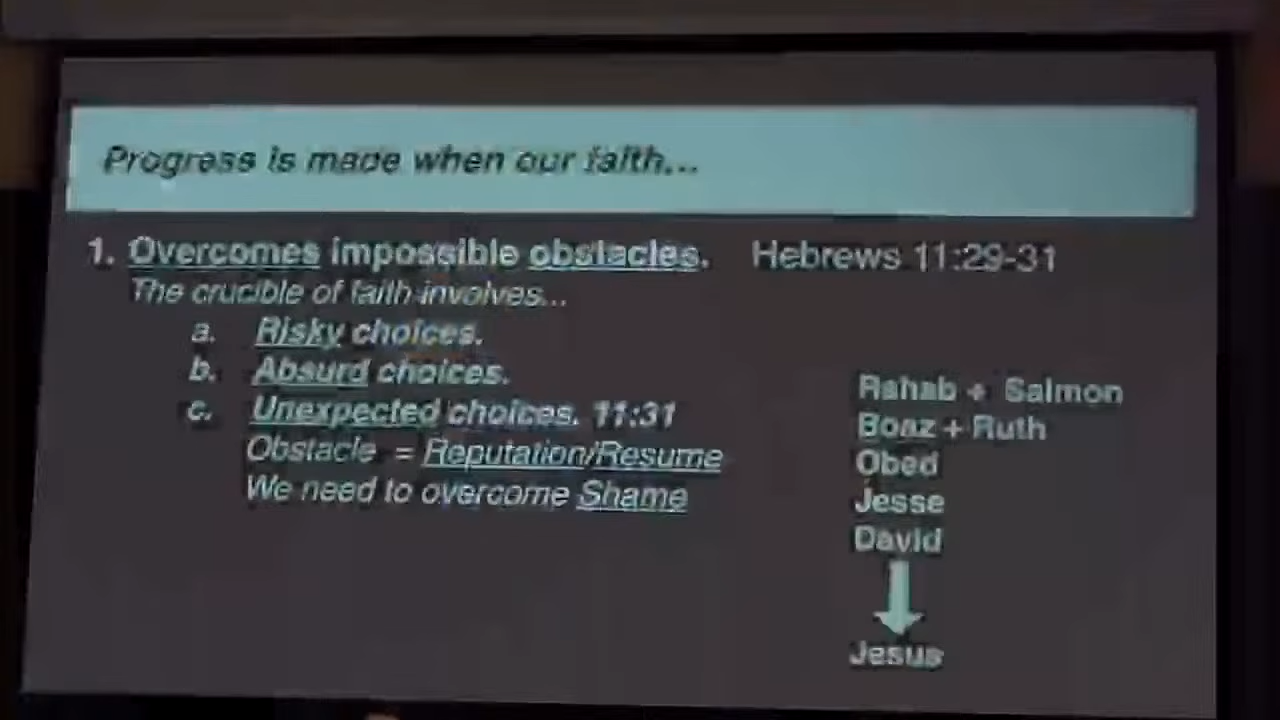 Progress is made when our faith...
1. Overcomes impossible obstacles. Hebrews 11:29-31
The crucible of faith involves...
a. Risky choices.
b. Absurd choices.
c. Unexpected choices. 11:31
Obstacle = Reputation/Resume
We need to overcome Shame
Rahab + Salmon
Boaz + Ruth
Obed
Jesse
David
Jesus